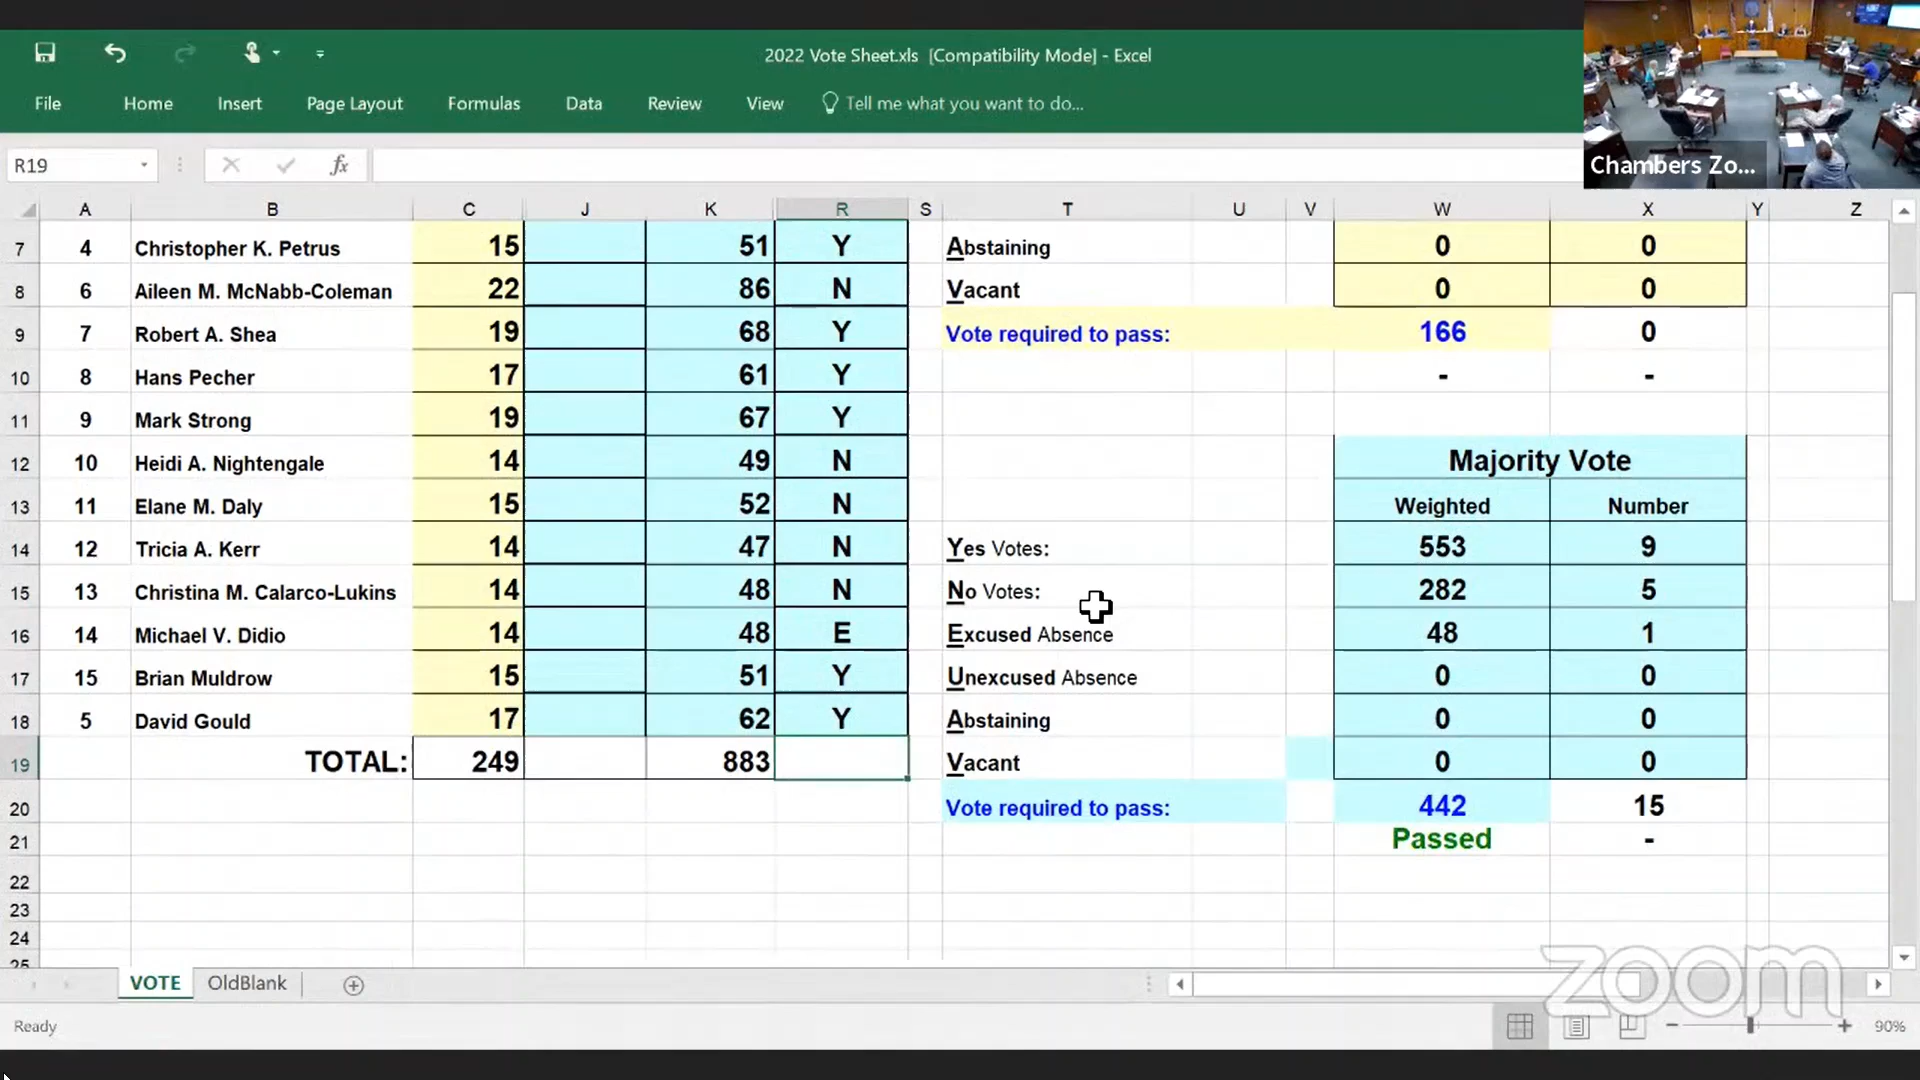 2022 Vote Sheet.xls [Compatibility Mode] - Excel
File Home Insert Page Layout Formulas Data Review View Tell me what you want to do...
Chambers Zo...
R19 fx
A B C J K R S T U V W X Y Z
7 4 Christopher K. Petrus 15 51 Y Abstaining 0 0
8 6 Aileen M. McNabb-Coleman 22 86 N Vacant 0 0
9 7 Robert A. Shea 19 68 Y Vote required to pass: 166 0
10 8 Hans Pecher 17 61 Y - -
11 9 Mark Strong 19 67 Y
12 10 Heidi A. Nightengale 14 49 N Majority Vote
13 11 Elane M. Daly 15 52 N Weighted Number
14 12 Tricia A. Kerr 14 47 N Yes Votes: 553 9
15 13 Christina M. Calarco-Lukins 14 48 N No Votes: 282 5
16 14 Michael V. Didio 14 48 E Excused Absence 48 1
17 15 Brian Muldrow 15 51 Y Unexcused Absence 0 0
18 5 David Gould 17 62 Y Abstaining 0 0
19 TOTAL: 249 883 Vacant 0 0
20 Vote required to pass: 442 15
21 Passed -
22
23
24
25
VOTE OldBlank
zoom
Ready 90%